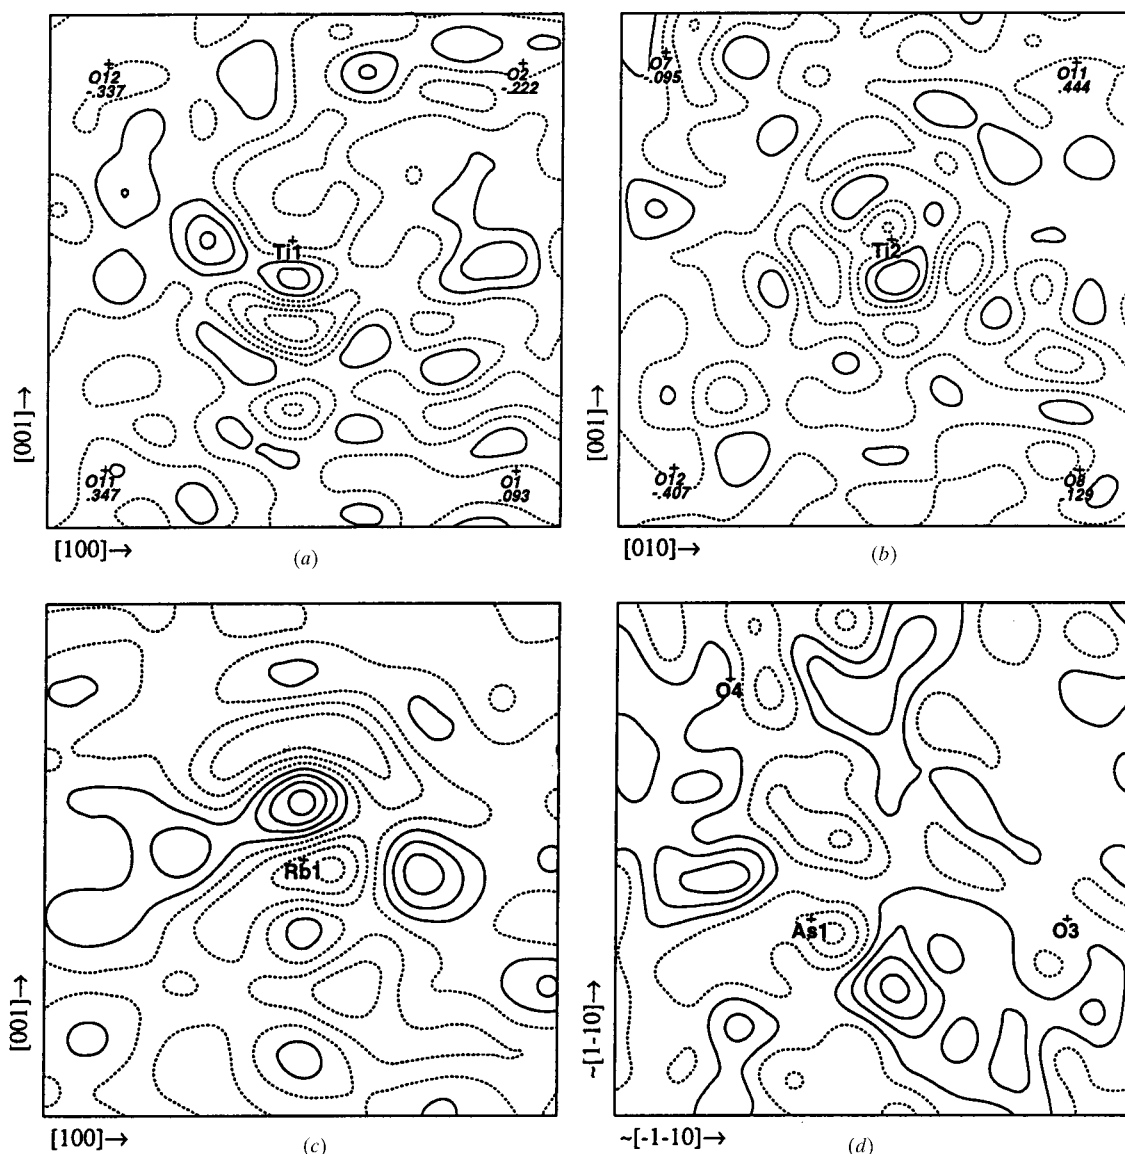 O12
-.337
O2
-.222
Ti1
O11
.347
O1
.093
[001]→
[100]→
(a)
O7
-.095
O11
.444
Ti2
O12
-.407
O8
-.129
[001]→
[010]→
(b)
Rb1
[001]→
[100]→
(c)
O4
As1
O3
~[1-10]→
~[-1-10]→
(d)